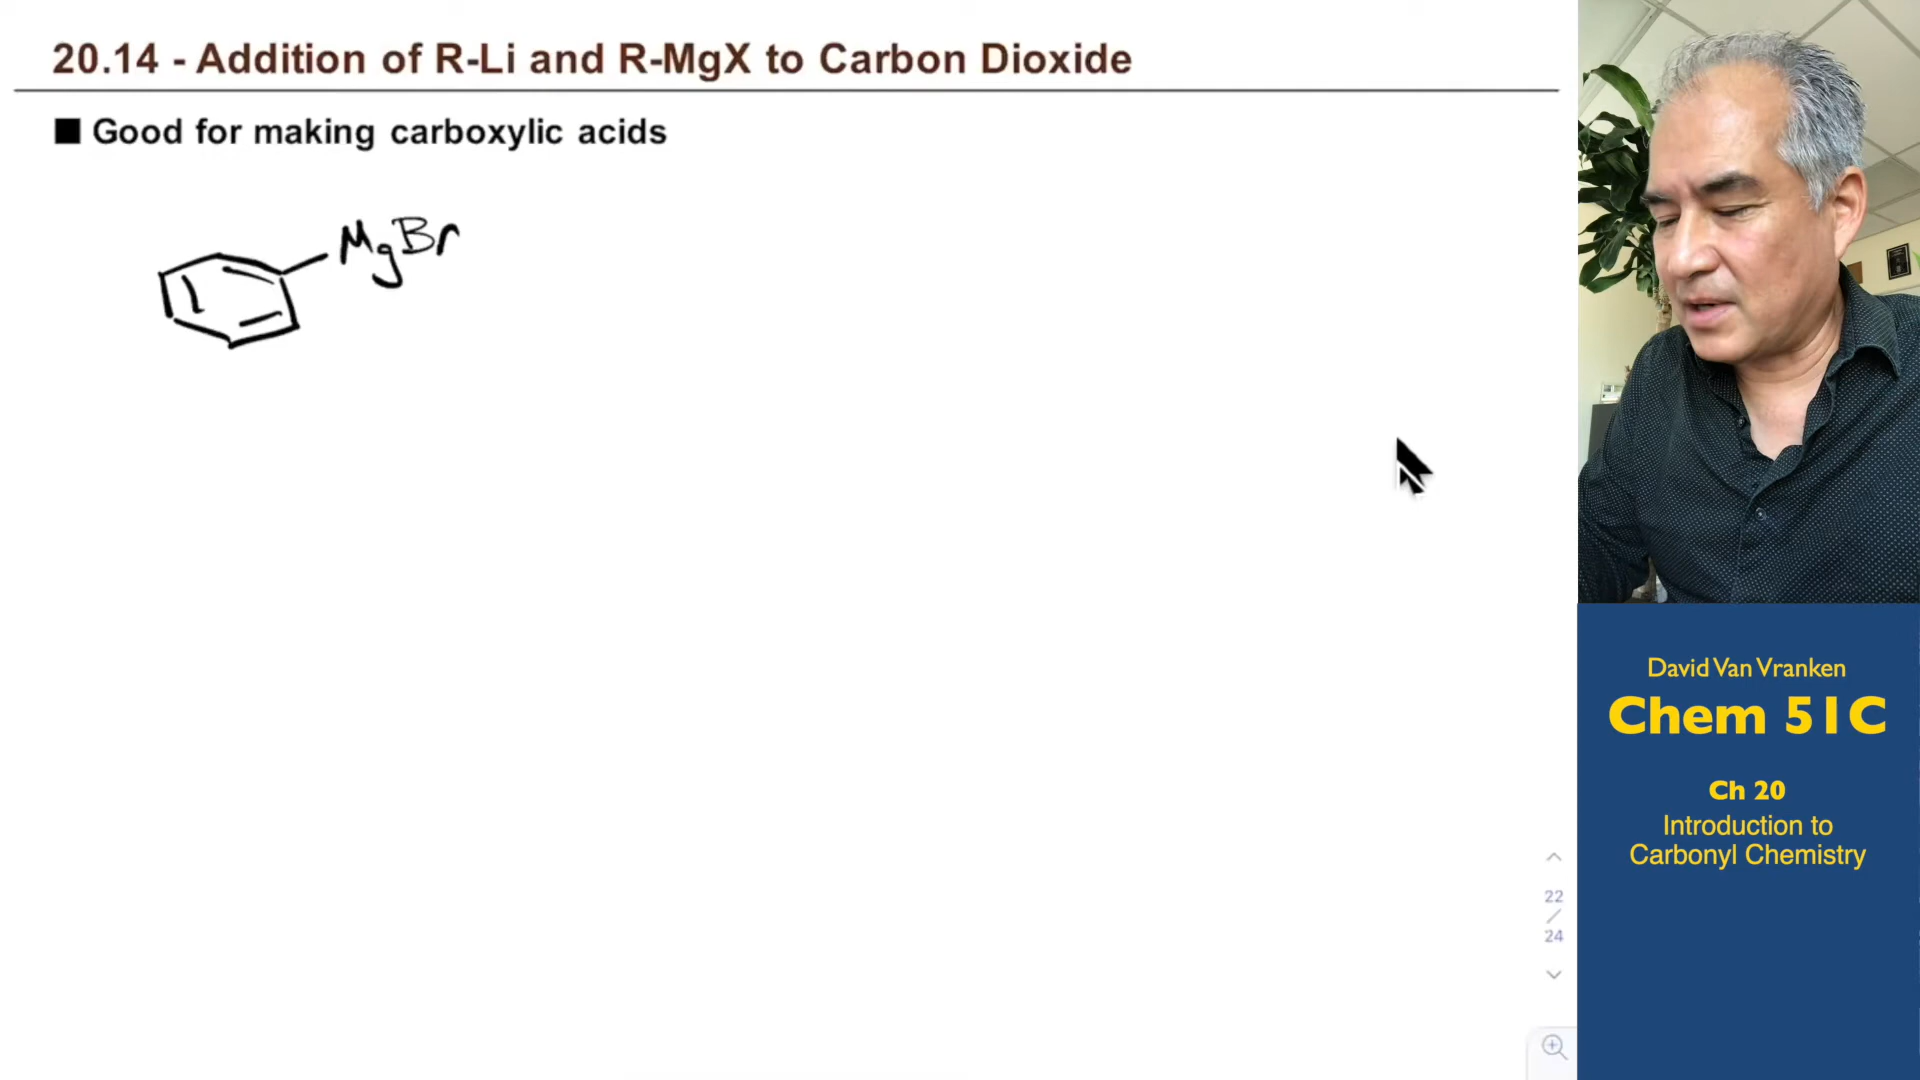 20.14 - Addition of R-Li and R-MgX to Carbon Dioxide
■ Good for making carboxylic acids
MgBr
David Van Vranken
Chem 51C
Ch 20
Introduction to
Carbonyl Chemistry
22
/
24